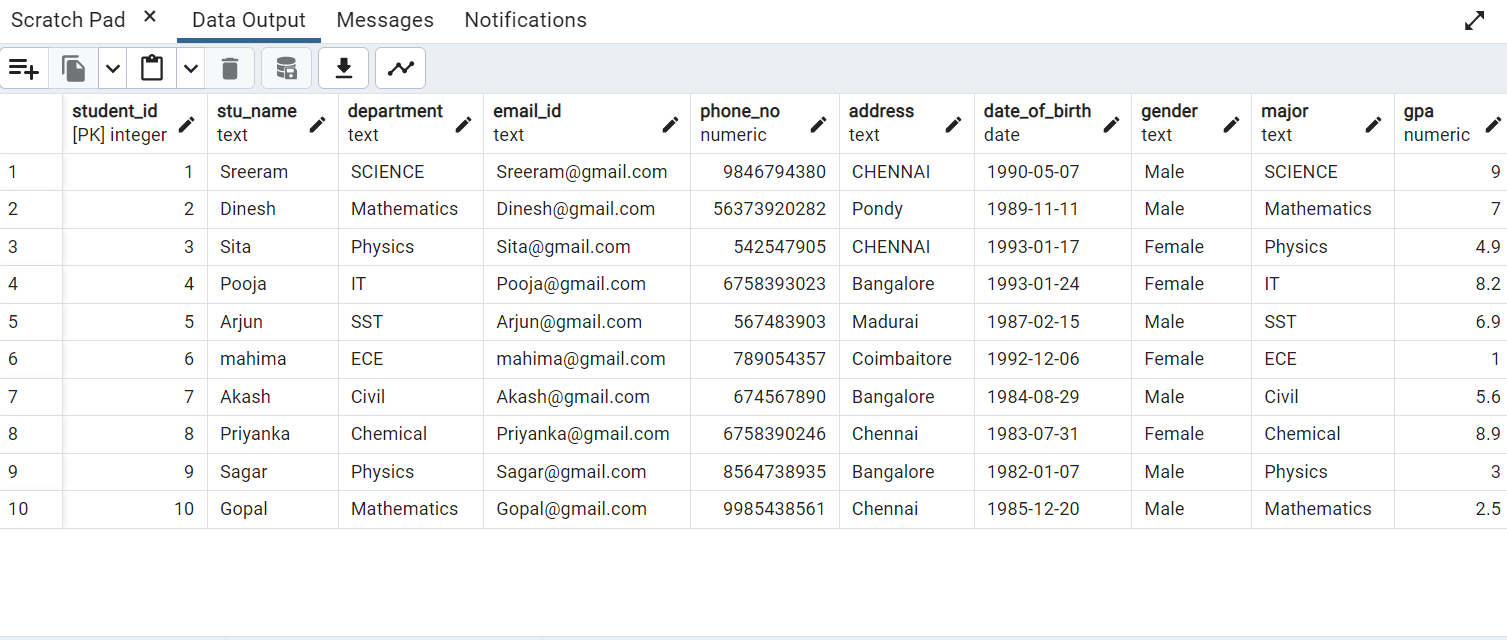 Scratch Pad × Data Output Messages Notifications
student_id stu_name department email_id phone_no address date_of_birth gender major gpa
[PK] integer text text text numeric text date text text numeric
1 1 Sreeram SCIENCE Sreeram@gmail.com 9846794380 CHENNAI 1990-05-07 Male SCIENCE 9
2 2 Dinesh Mathematics Dinesh@gmail.com 56373920282 Pondy 1989-11-11 Male Mathematics 7
3 3 Sita Physics Sita@gmail.com 542547905 CHENNAI 1993-01-17 Female Physics 4.9
4 4 Pooja IT Pooja@gmail.com 6758393023 Bangalore 1993-01-24 Female IT 8.2
5 5 Arjun SST Arjun@gmail.com 567483903 Madurai 1987-02-15 Male SST 6.9
6 6 mahima ECE mahima@gmail.com 789054357 Coimbaitore 1992-12-06 Female ECE 1
7 7 Akash Civil Akash@gmail.com 674567890 Bangalore 1984-08-29 Male Civil 5.6
8 8 Priyanka Chemical Priyanka@gmail.com 6758390246 Chennai 1983-07-31 Female Chemical 8.9
9 9 Sagar Physics Sagar@gmail.com 8564738935 Bangalore 1982-01-07 Male Physics 3
10 10 Gopal Mathematics Gopal@gmail.com 9985438561 Chennai 1985-12-20 Male Mathematics 2.5